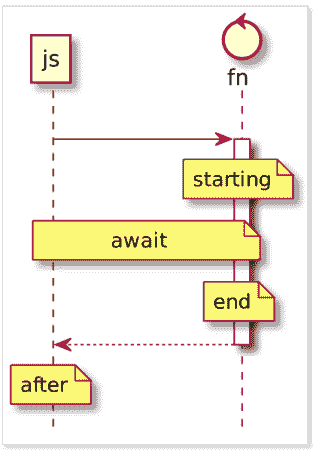 js
fn
starting
await
end
after